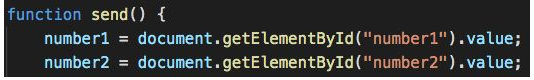 function send() {
    number1 = document.getElementById("number1").value;
    number2 = document.getElementById("number2").value;